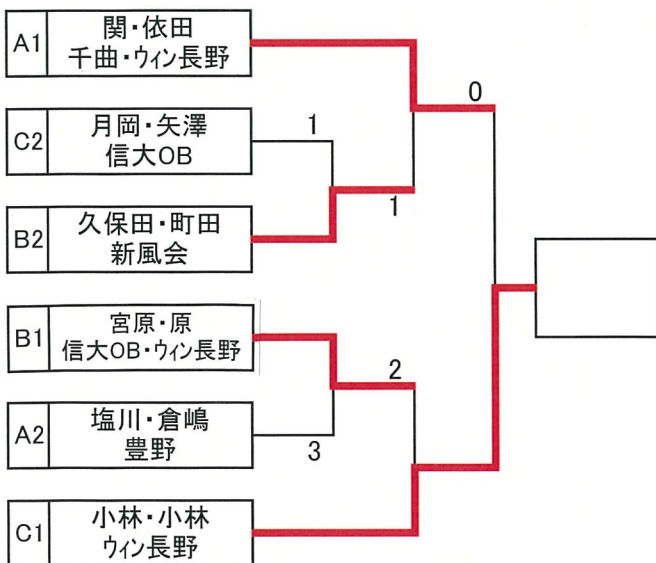 A1
関・依田
千曲・ウィン長野
0
C2
月岡・矢澤
信大OB
1
B2
久保田・町田
新風会
1
B1
宮原・原
信大OB・ウィン長野
2
A2
塩川・倉嶋
豊野
3
C1
小林・小林
ウィン長野